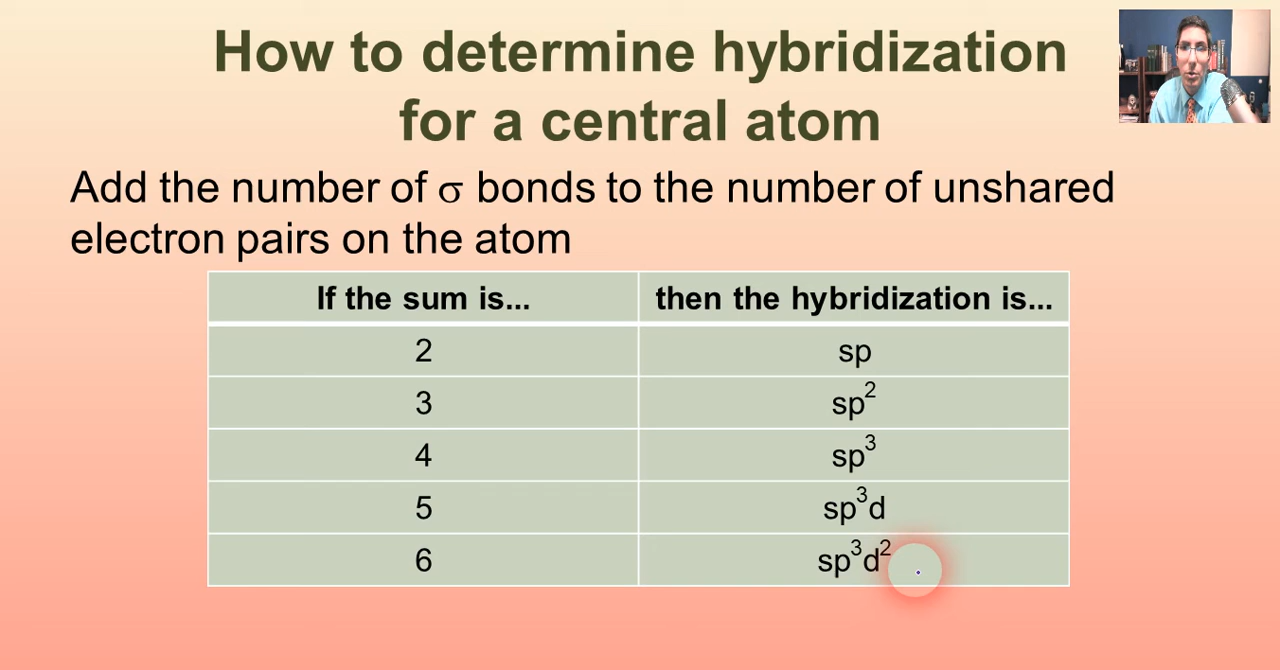 How to determine hybridization
for a central atom
Add the number of σ bonds to the number of unshared
electron pairs on the atom
If the sum is... then the hybridization is...
2 sp
3 sp²
4 sp³
5 sp³d
6 sp³d²